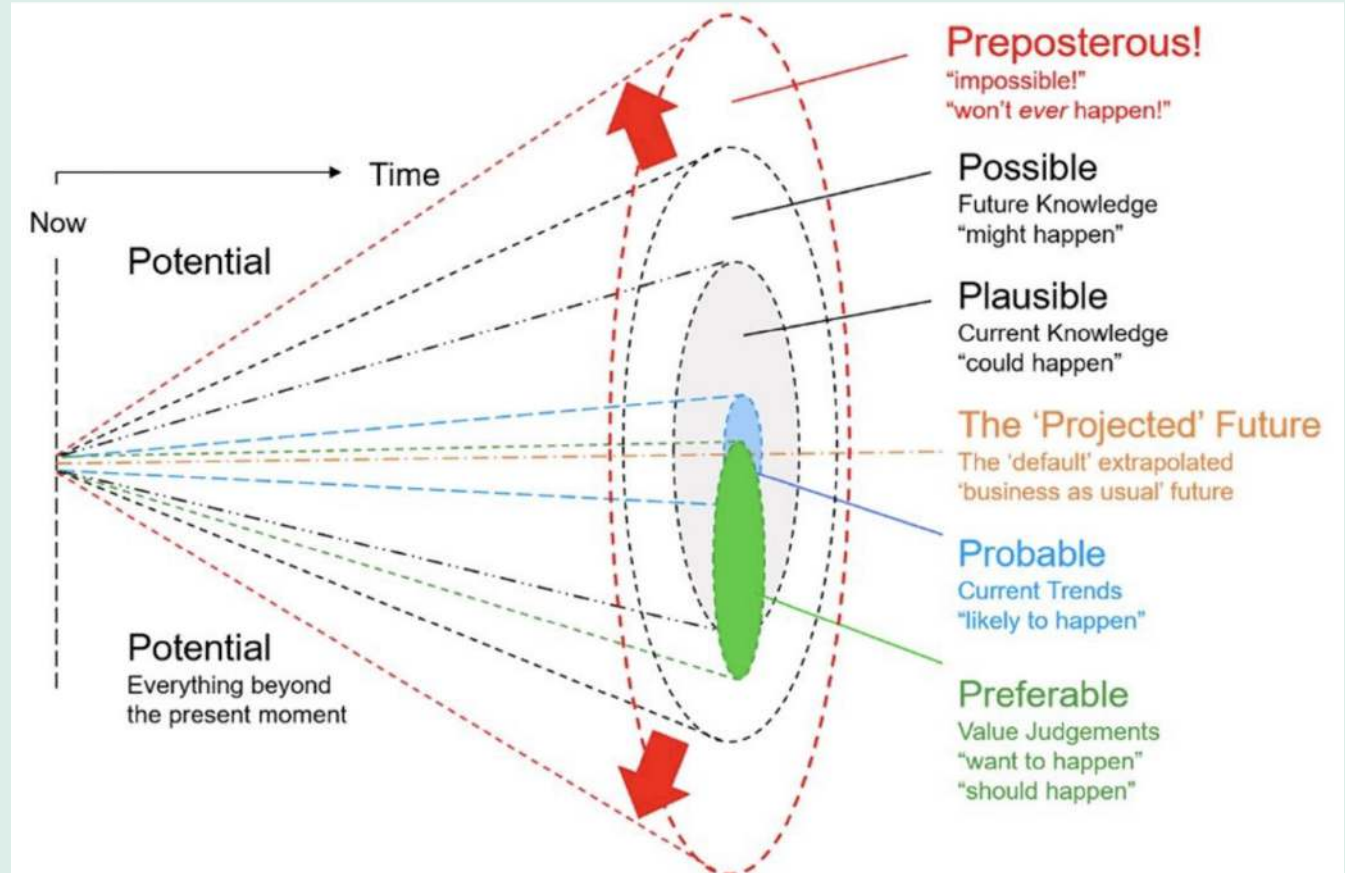 Preposterous!
“impossible!”
“won’t ever happen!”
Time
Now
Potential
Possible
Future Knowledge
“might happen”
Plausible
Current Knowledge
“could happen”
The ‘Projected’ Future
The ‘default’ extrapolated
‘business as usual’ future
Probable
Current Trends
“likely to happen”
Potential
Everything beyond
the present moment
Preferable
Value Judgements
“want to happen”
“should happen”